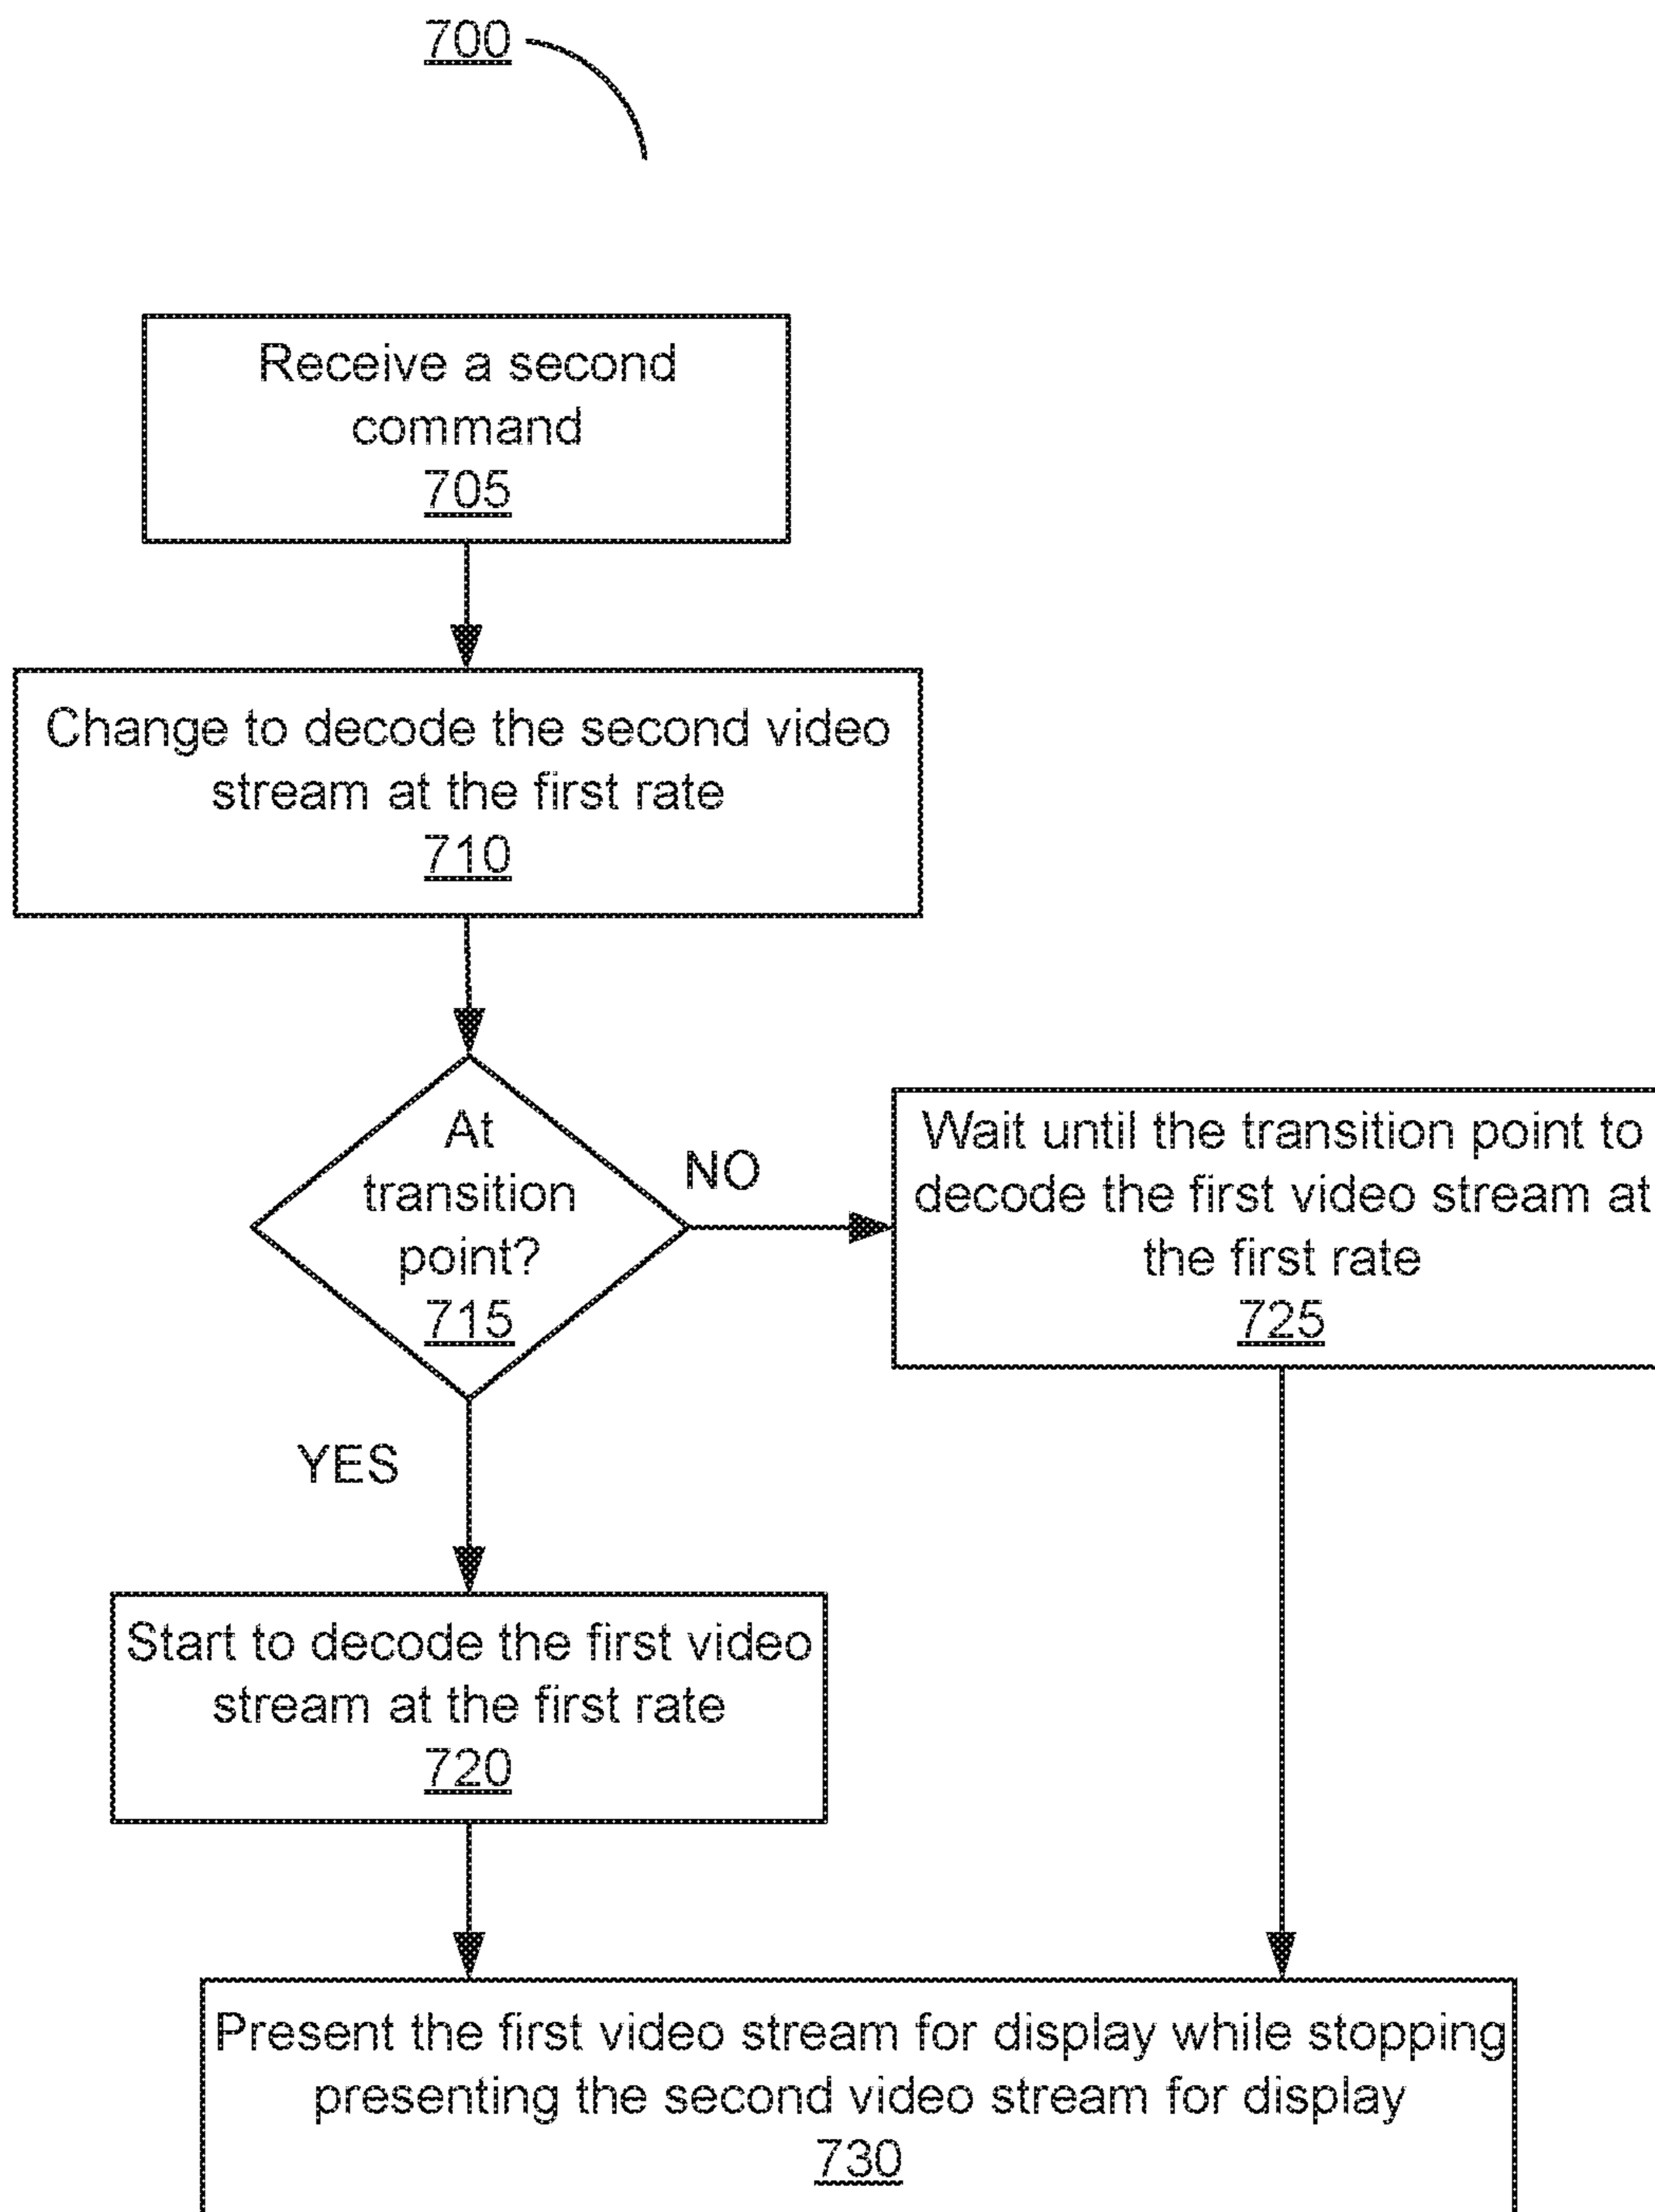 700
Receive a second
command
705
Change to decode the second video
stream at the first rate
710
At
transition
point?
715
NO
Wait until the transition point to
decode the first video stream at
the first rate
725
YES
Start to decode the first video
stream at the first rate
720
Present the first video stream for display while stopping
presenting the second video stream for display
730